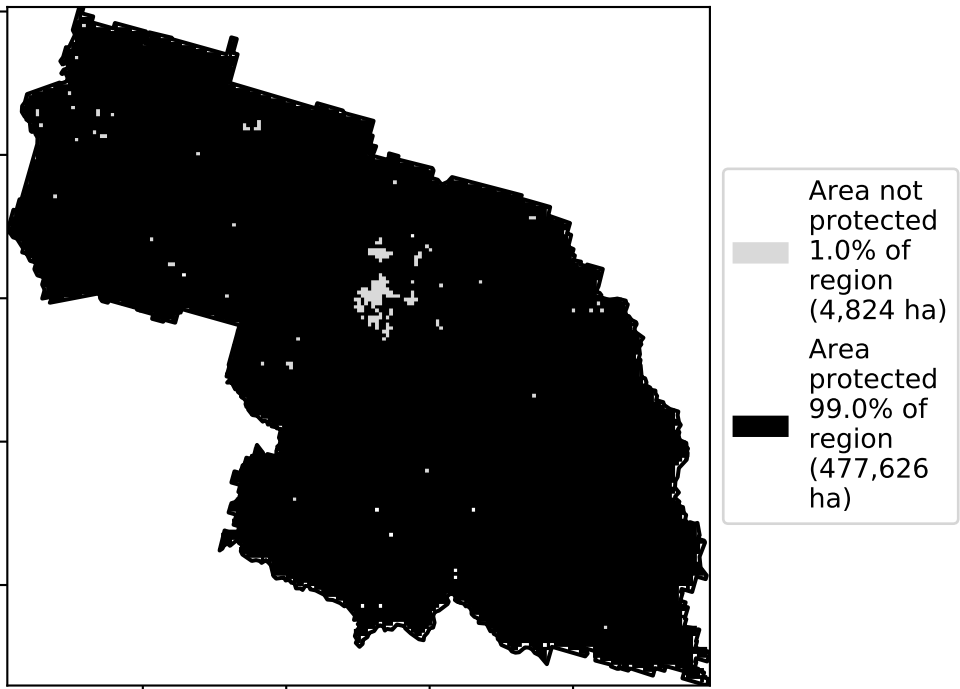 Area not
protected
1.0% of
region
(4,824 ha)
Area
protected
99.0% of
region
(477,626
ha)